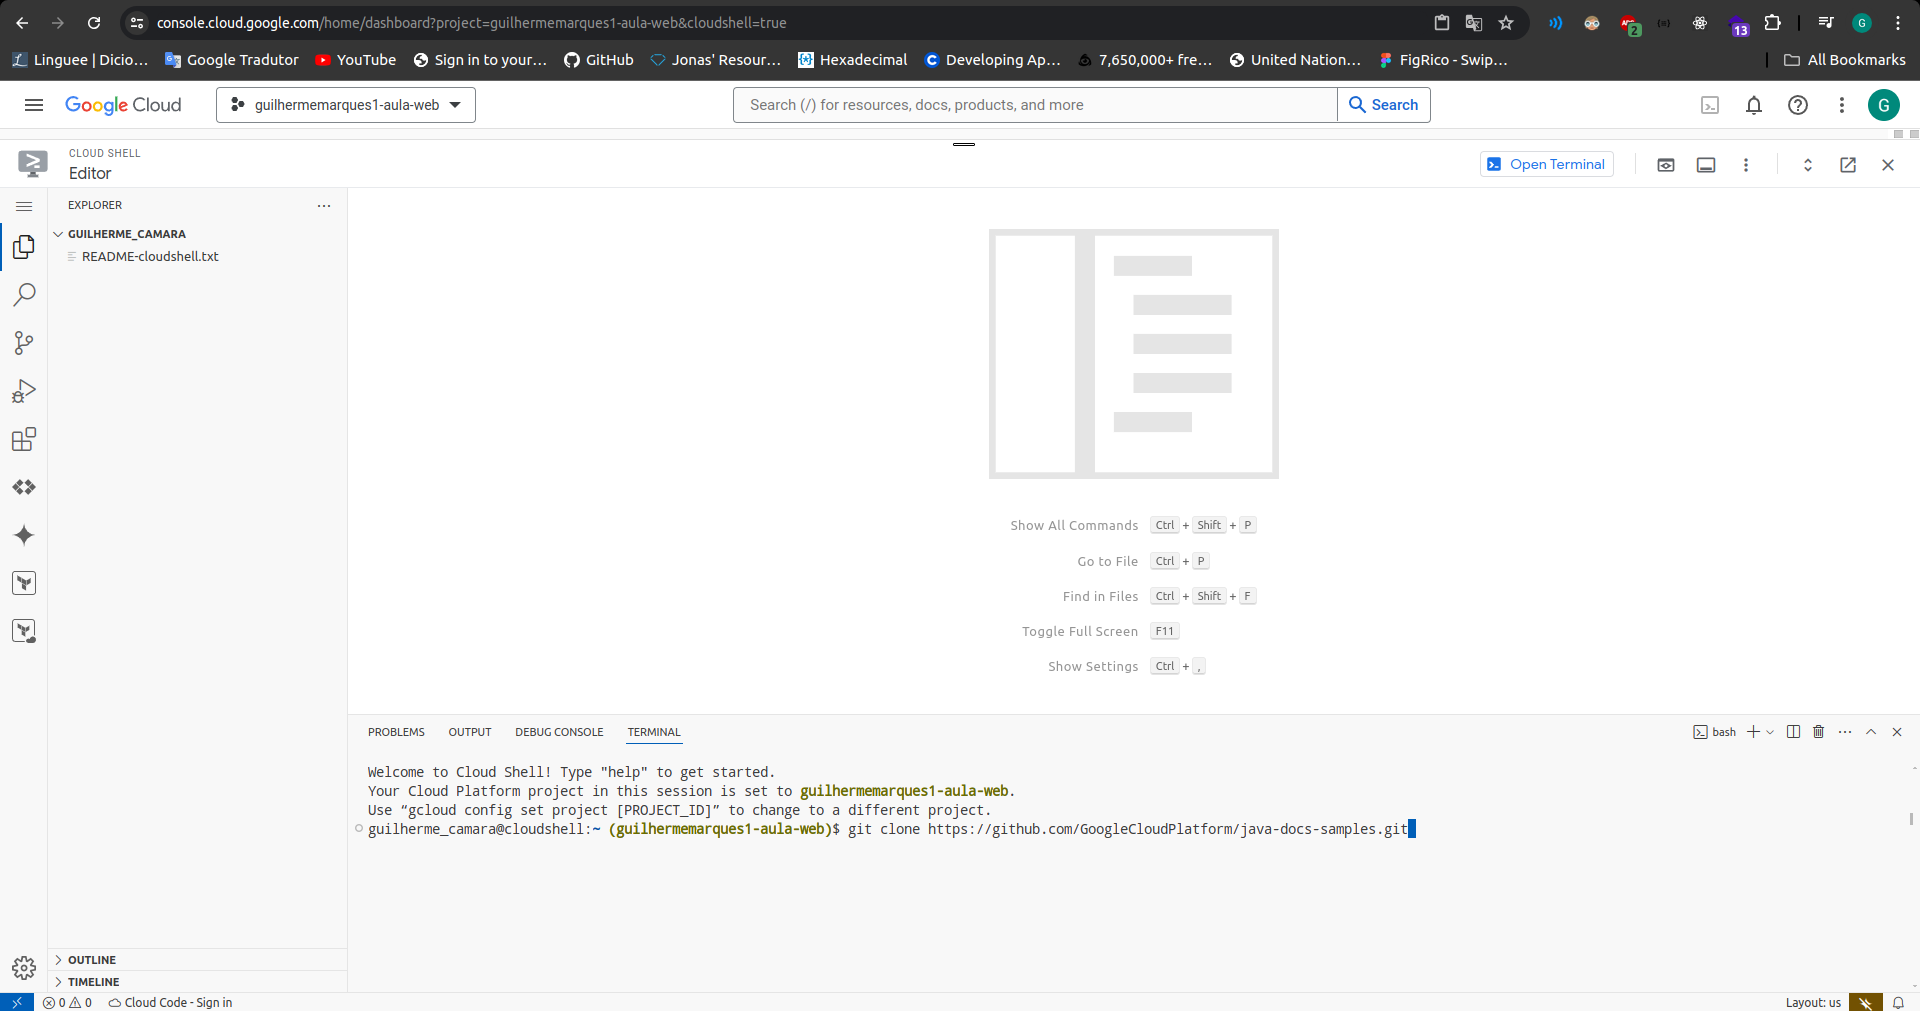 console.cloud.google.com/home/dashboard?project=guilhermemarques1-aula-web&cloudshell=true
2
13
G
Linguee | Dicio...
Google Tradutor
YouTube
Sign in to your...
GitHub
Jonas' Resour...
Hexadecimal
Developing Ap...
7,650,000+ fre...
United Nation...
FigRico - Swip...
All Bookmarks
Google Cloud
guilhermemarques1-aula-web
Search (/) for resources, docs, products, and more
Search
G
CLOUD SHELL
Editor
Open Terminal
EXPLORER
GUILHERME_CAMARA
README-cloudshell.txt
Show All Commands Ctrl + Shift + P
Go to File Ctrl + P
Find in Files Ctrl + Shift + F
Toggle Full Screen F11
Show Settings Ctrl + ,
PROBLEMS OUTPUT DEBUG CONSOLE TERMINAL
bash
Welcome to Cloud Shell! Type "help" to get started.
Your Cloud Platform project in this session is set to guilhermemarques1-aula-web.
Use “gcloud config set project [PROJECT_ID]” to change to a different project.
guilherme_camara@cloudshell:~ (guilhermemarques1-aula-web)$ git clone https://github.com/GoogleCloudPlatform/java-docs-samples.git
OUTLINE
TIMELINE
0 0 Cloud Code - Sign in
Layout: us